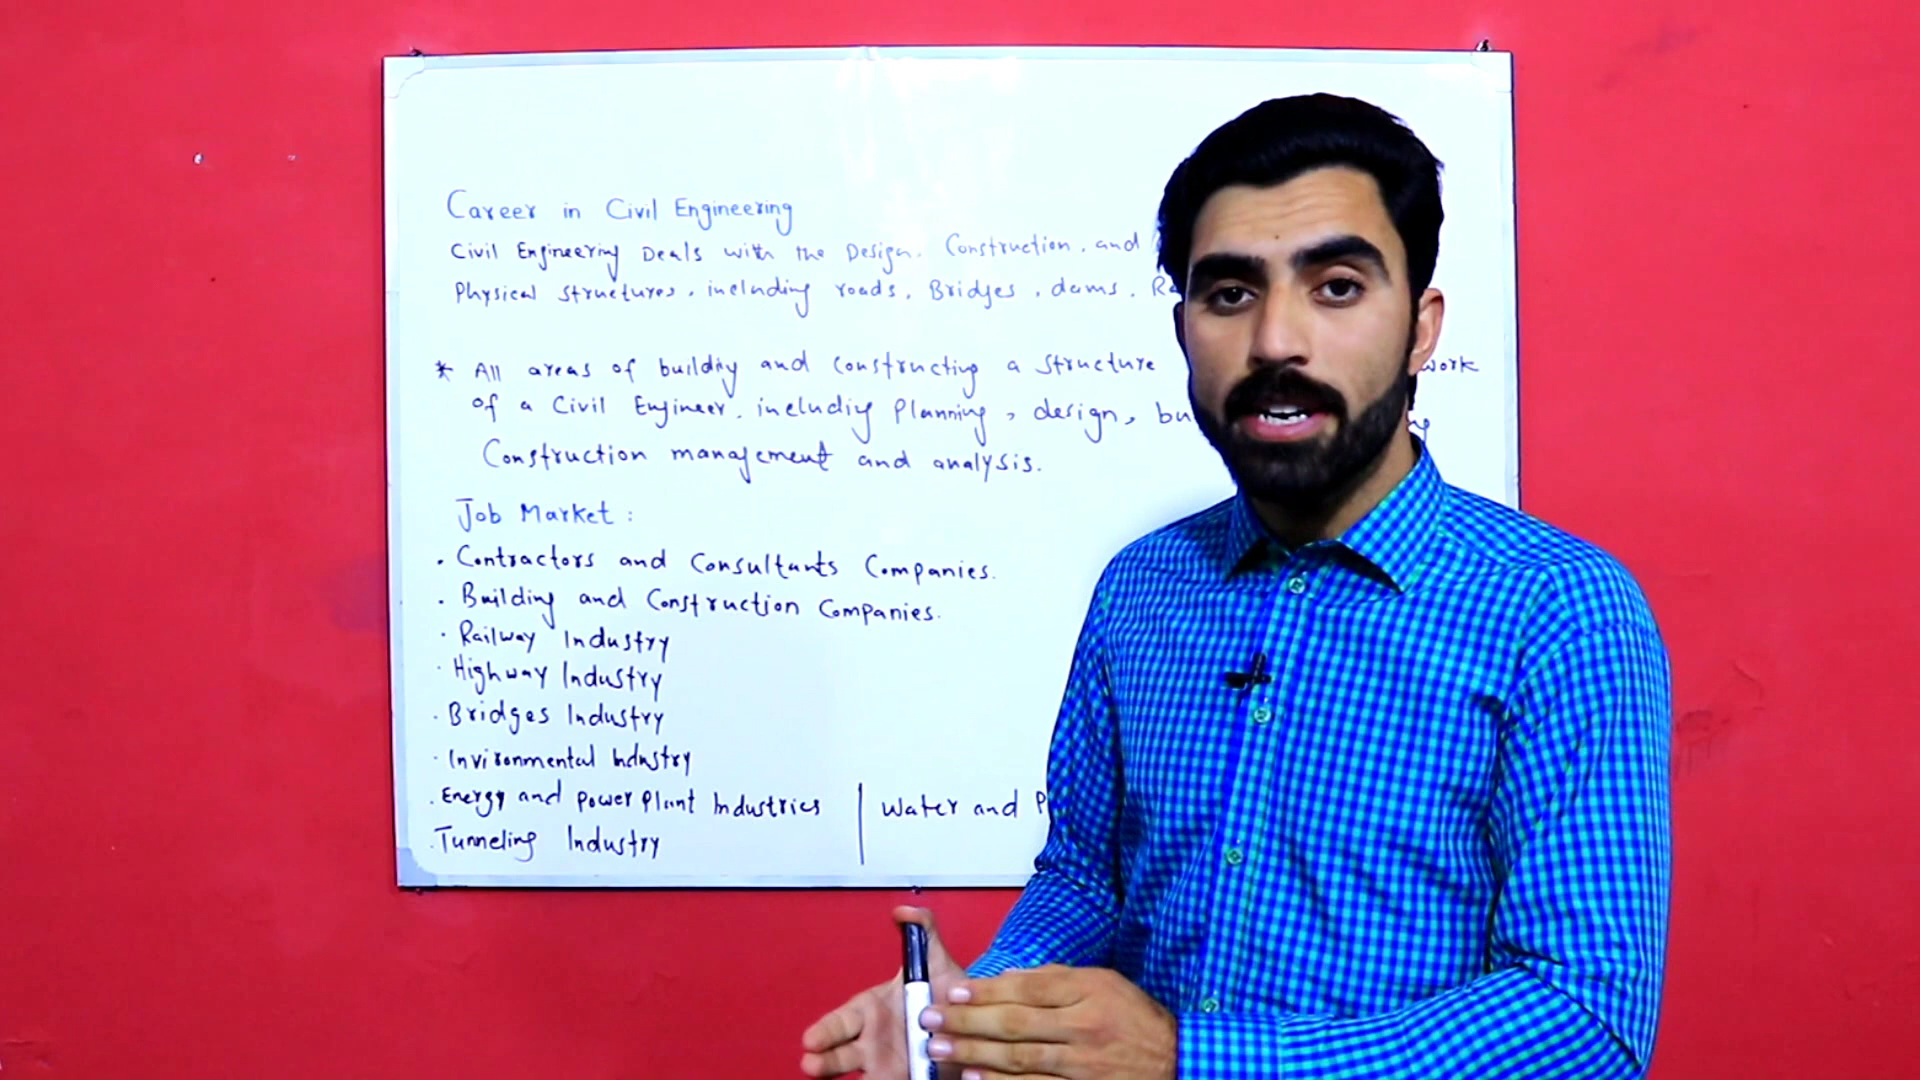 Career in Civil Engineering
Civil Engineering Deals with the Design, Construction, and
Physical structures, including roads, Bridges, dams,
* All areas of building and constructing a structure work
of a Civil Engineer, including Planning, design,
Construction management and analysis.
Job Market:
. Contractors and Consultants Companies.
. Building and Construction Companies.
. Railway Industry
. Highway Industry
. Bridges Industry
. Invironmental Industry
. Energy and Power Plant Industries | Water and
. Tunneling Industry